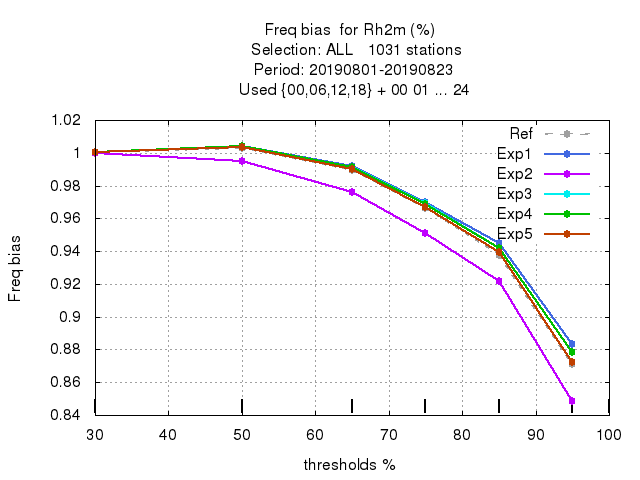 Freq bias  for Rh2m (%)
Selection: ALL   1031 stations
Period: 20190801-20190823
Used {00,06,12,18} + 00 01 ... 24
1.02
1
0.98
0.96
0.94
0.92
0.9
0.88
0.86
0.84
Freq bias
Ref
Exp1
Exp2
Exp3
Exp4
Exp5
30 40 50 60 70 80 90 100
thresholds %